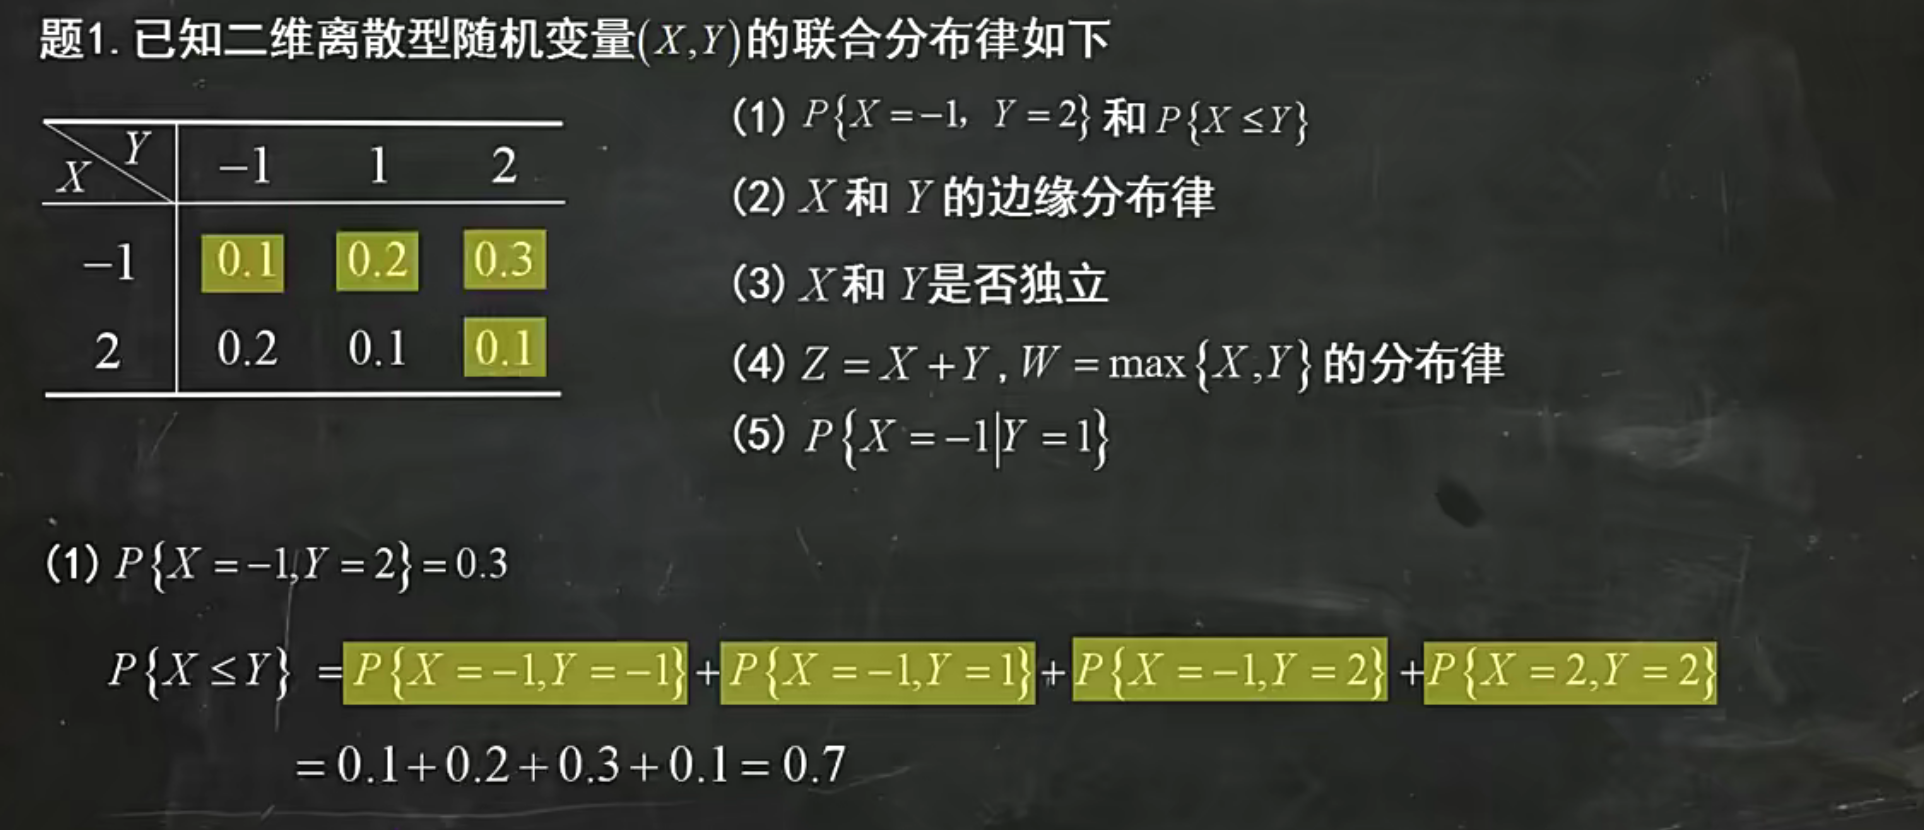 题1. 已知二维离散型随机变量(X,Y)的联合分布律如下
X Y -1 1 2
-1 0.1 0.2 0.3
2 0.2 0.1 0.1
(1) P{X=-1, Y=2} 和 P{X≤Y}
(2) X 和 Y 的边缘分布律
(3) X和 Y是否独立
(4) Z=X+Y, W=max{X,Y} 的分布律
(5) P{X=-1|Y=1}
(1) P{X=-1,Y=2}=0.3
P{X≤Y} =P{X=-1,Y=-1}+P{X=-1,Y=1}+P{X=-1,Y=2}+P{X=2,Y=2}
=0.1+0.2+0.3+0.1=0.7